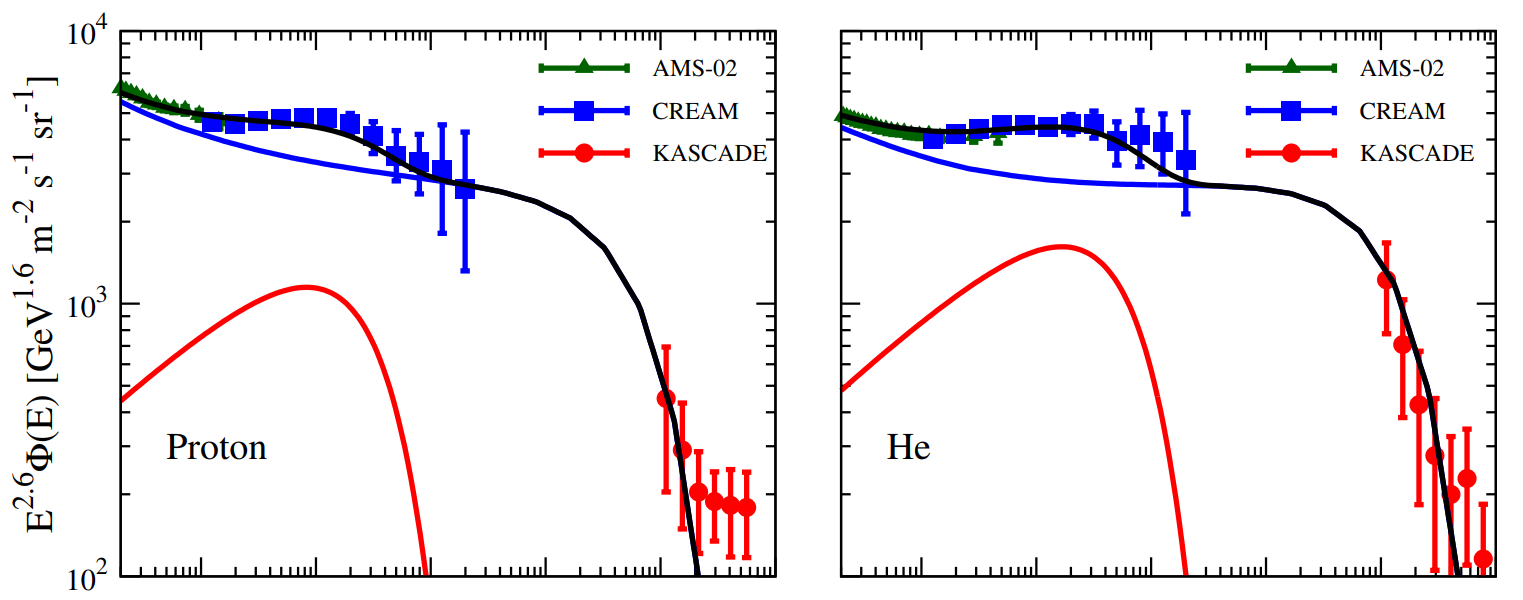 10^4
10^3
10^2
E^2.6Φ(E) [GeV^1.6 m^-2 s^-1 sr^-1]
AMS-02
CREAM
KASCADE
Proton
AMS-02
CREAM
KASCADE
He